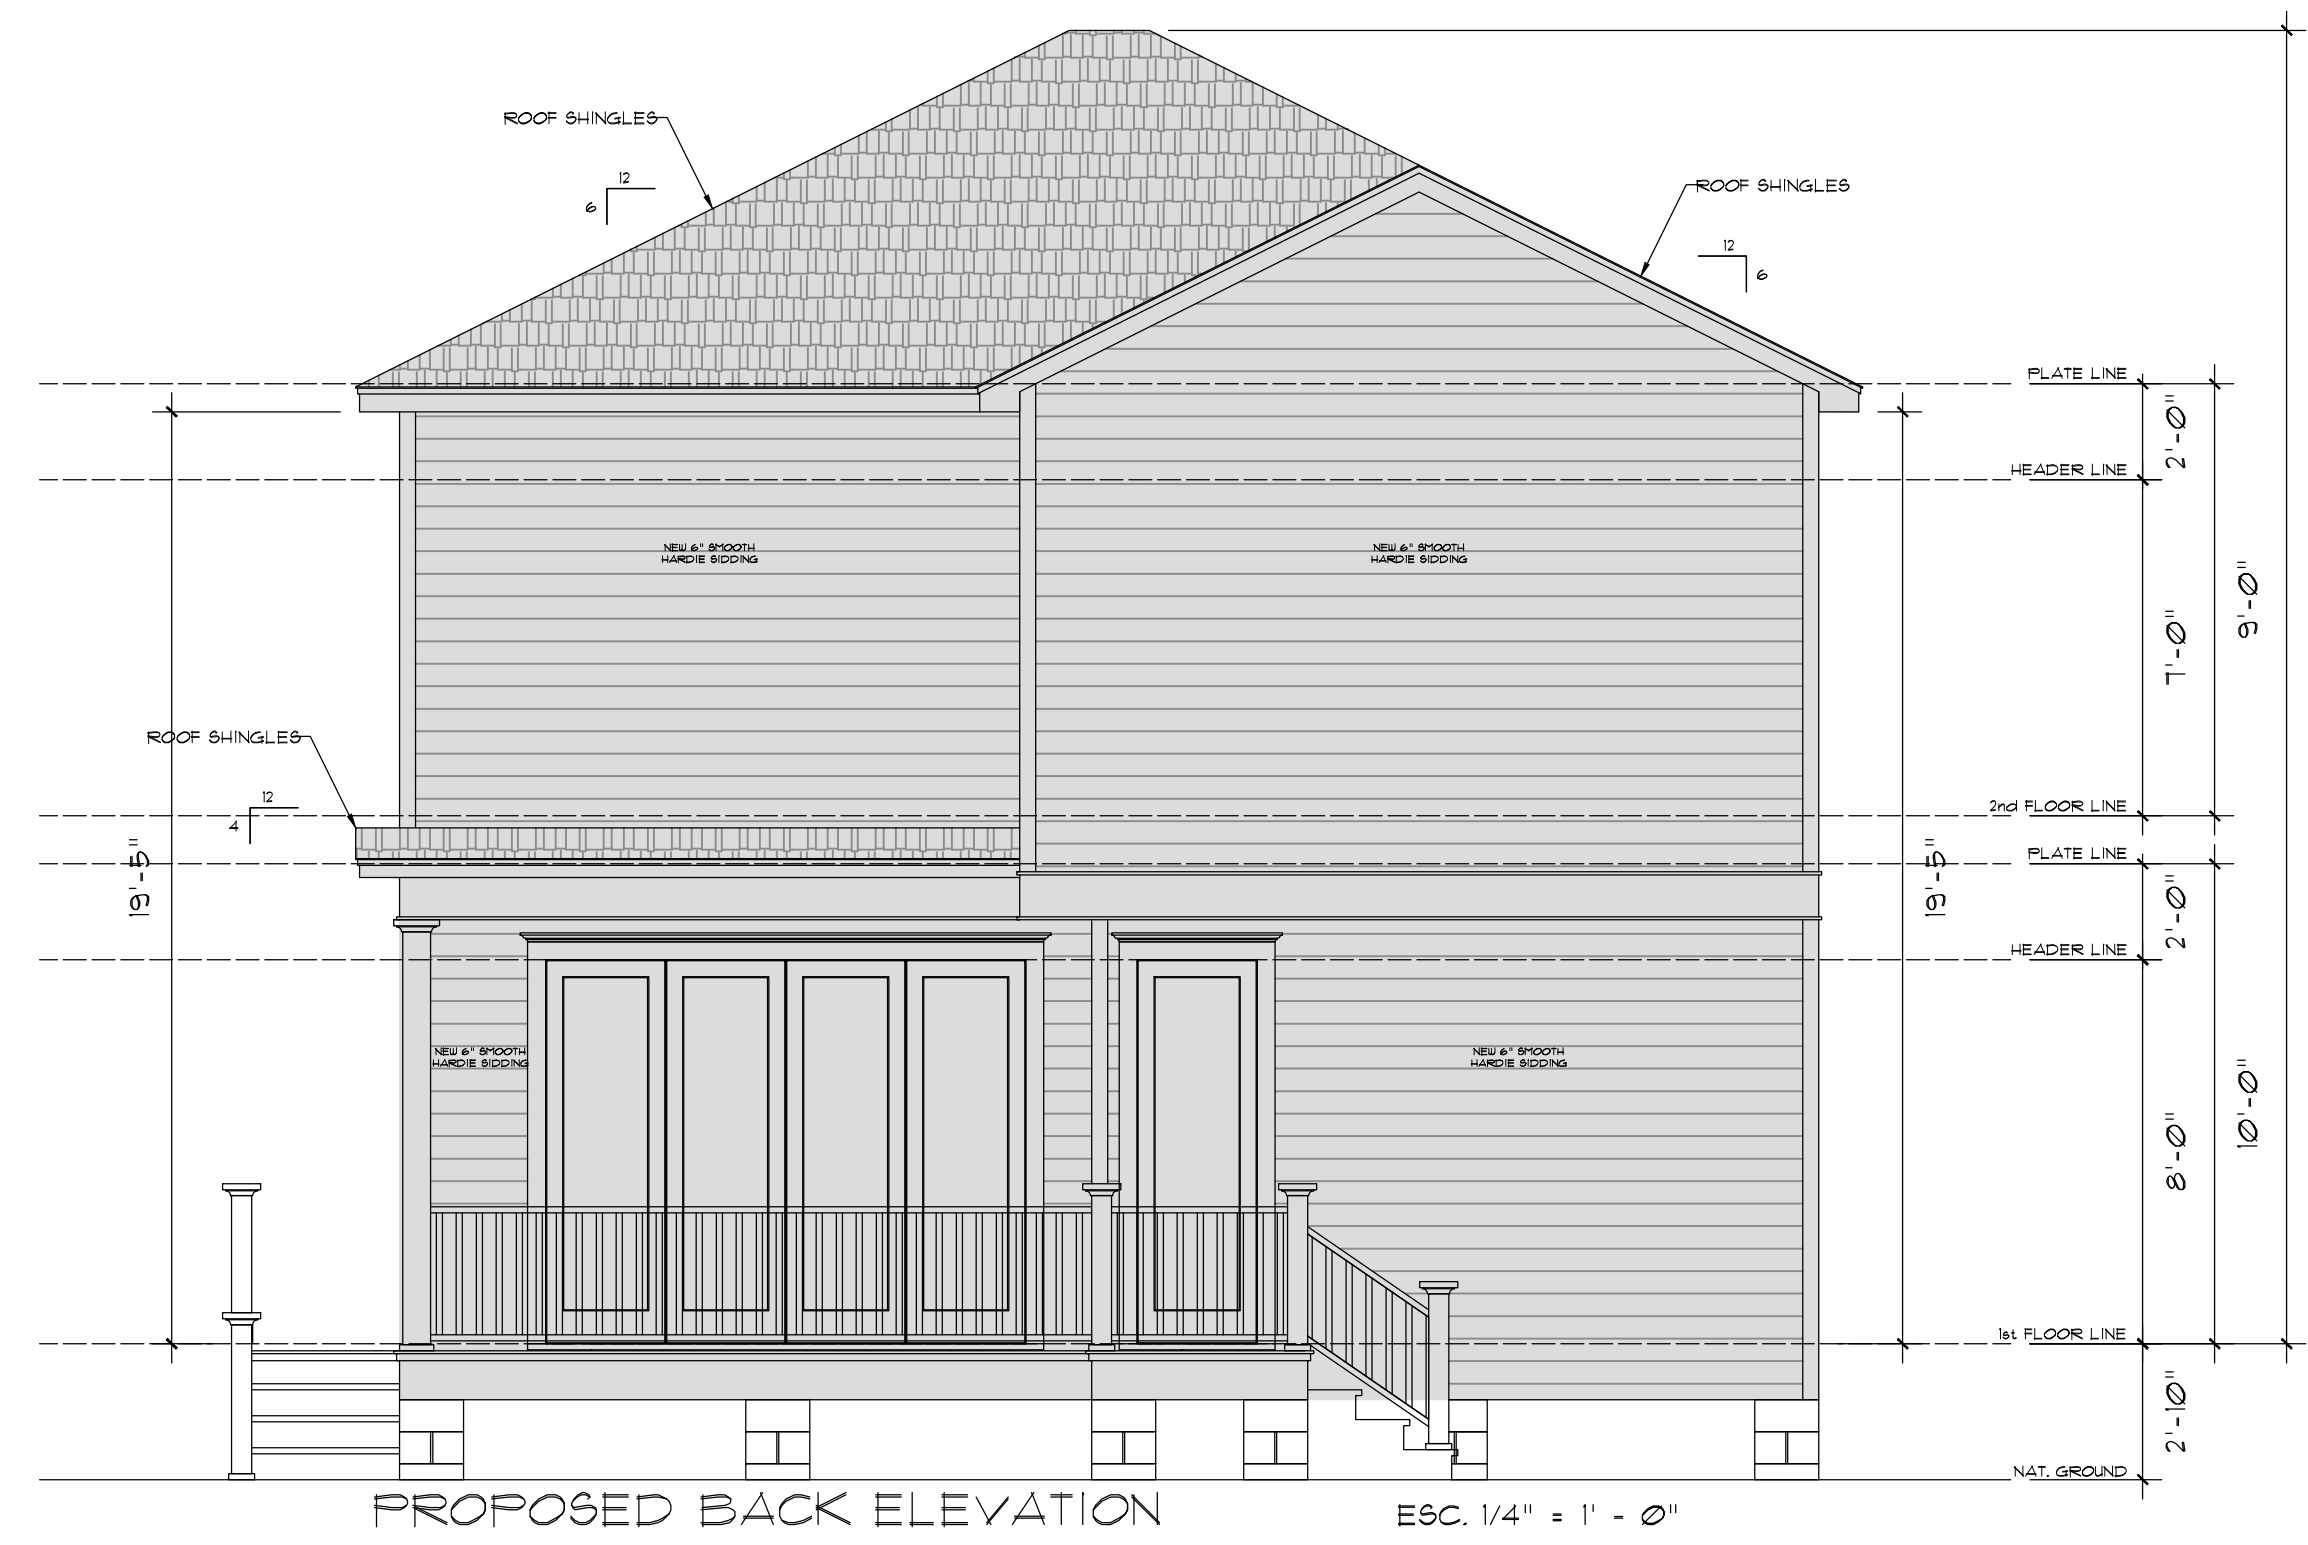 ROOF SHINGLES
12
6
ROOF SHINGLES
12
6
PLATE LINE
2'-0"
HEADER LINE
NEW 6" SMOOTH
HARDIE SIDDING
NEW 6" SMOOTH
HARDIE SIDDING
9'-0"
7'-0"
ROOF SHINGLES
12
4
2nd FLOOR LINE
PLATE LINE
19'-5"
19'-5"
2'-0"
HEADER LINE
NEW 6" SMOOTH
HARDIE SIDDING
NEW 6" SMOOTH
HARDIE SIDDING
10'-0"
8'-0"
1st FLOOR LINE
2'-10"
NAT. GROUND
PROPOSED BACK ELEVATION
ESC. 1/4" = 1' - 0"